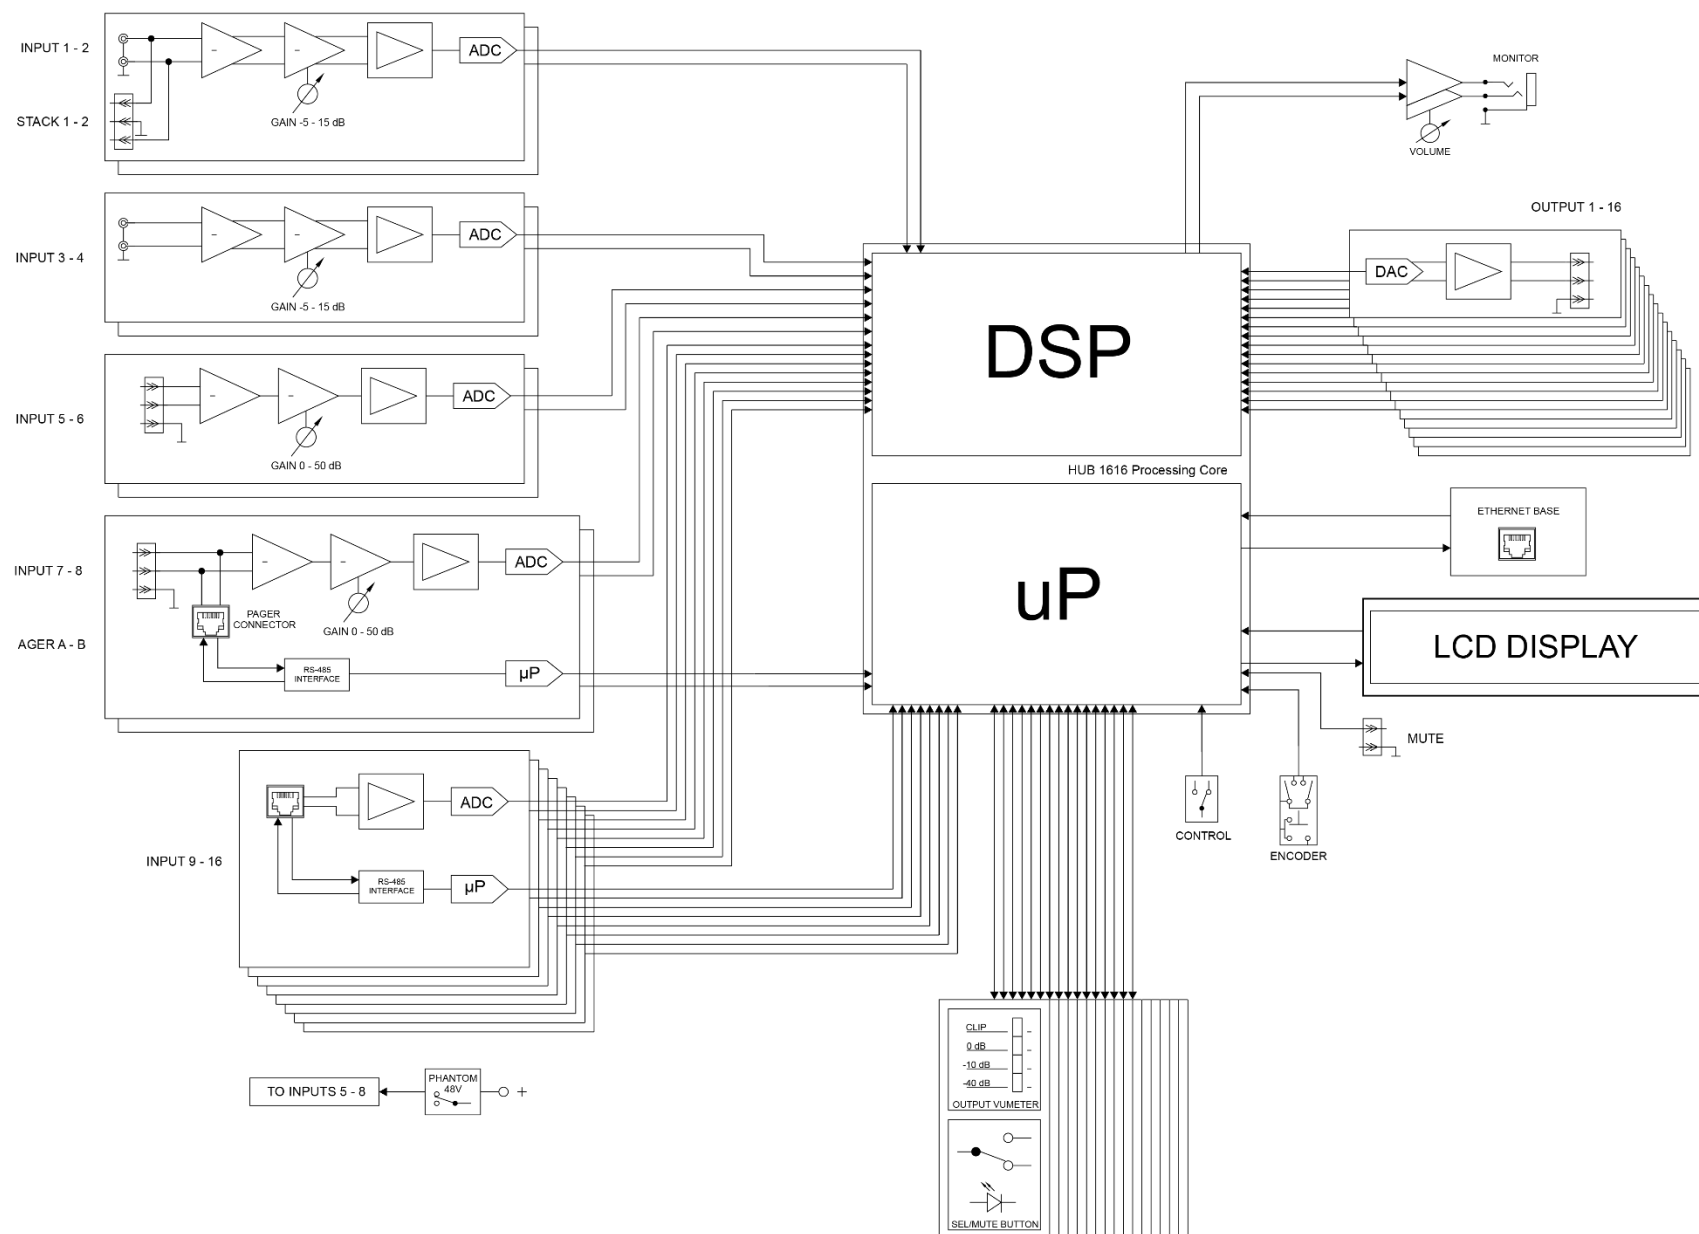 INPUT 1 - 2
STACK 1 - 2
GAIN -5 - 15 dB
ADC
INPUT 3 - 4
GAIN -5 - 15 dB
ADC
INPUT 5 - 6
GAIN 0 - 50 dB
ADC
INPUT 7 - 8
AGER A - B
PAGER
CONNECTOR
GAIN 0 - 50 dB
ADC
RS-485
INTERFACE
µP
INPUT 9 - 16
ADC
RS-485
INTERFACE
µP
TO INPUTS 5 - 8
PHANTOM
48V
+
DSP
HUB 1616 Processing Core
uP
MONITOR
VOLUME
OUTPUT 1 - 16
DAC
ETHERNET BASE
LCD DISPLAY
MUTE
CONTROL
ENCODER
CLIP
0 dB
-10 dB
-40 dB
OUTPUT VUMETER
SEL/MUTE BUTTON